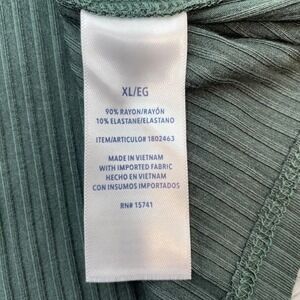 XL/EG
90% RAYON/RAYÓN
10% ELASTANE/ELASTANO
ITEM/ARTICULO# 1802463
MADE IN VIETNAM
WITH IMPORTED FABRIC
HECHO EN VIETNAM
CON INSUMOS IMPORTADOS
RN# 15741